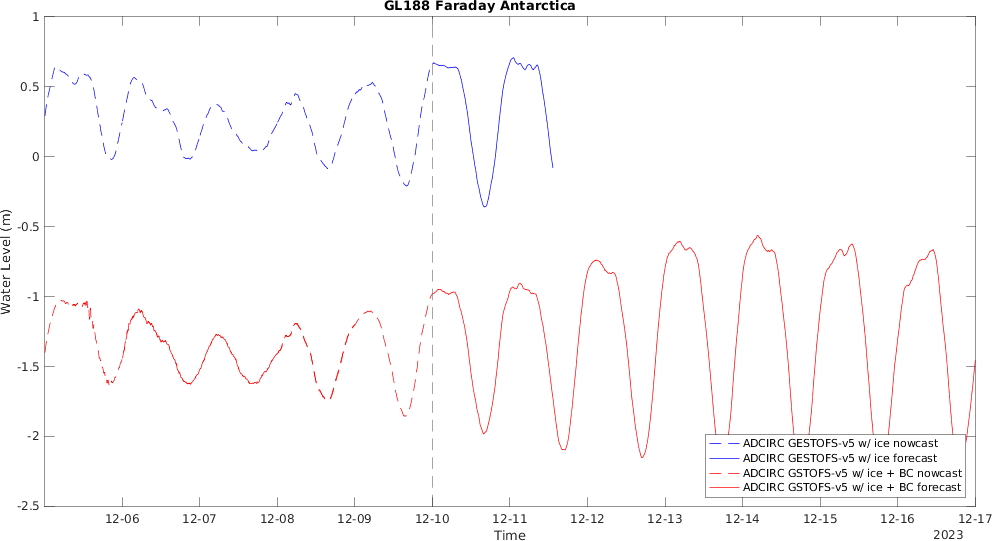 GL188 Faraday Antarctica
1
0.5
0
-0.5
-1
-1.5
-2
-2.5
Water Level (m)
ADCIRC GESTOFS-v5 w/ ice nowcast
ADCIRC GESTOFS-v5 w/ ice forecast
ADCIRC GSTOFS-v5 w/ ice + BC nowcast
ADCIRC GSTOFS-v5 w/ ice + BC forecast
12-06 12-07 12-08 12-09 12-10 12-11 12-12 12-13 12-14 12-15 12-16 12-17
Time
2023